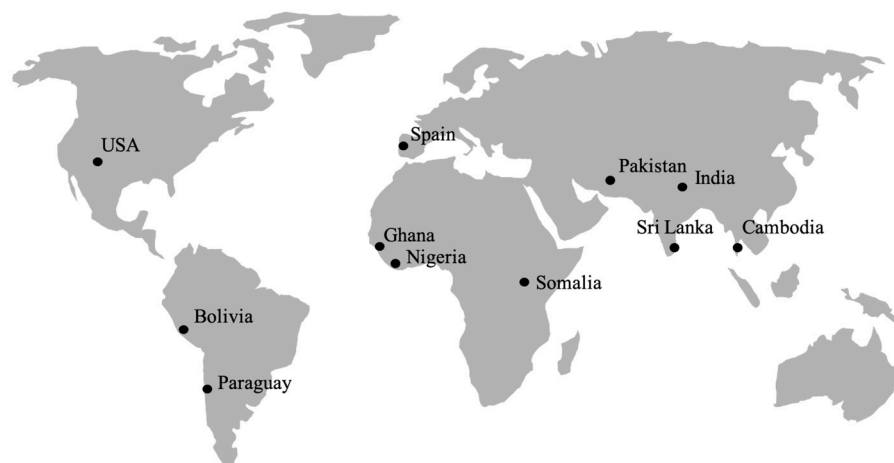 Spain
USA
Pakistan
India
Sri Lanka
Cambodia
Ghana
Nigeria
Somalia
Bolivia
Paraguay